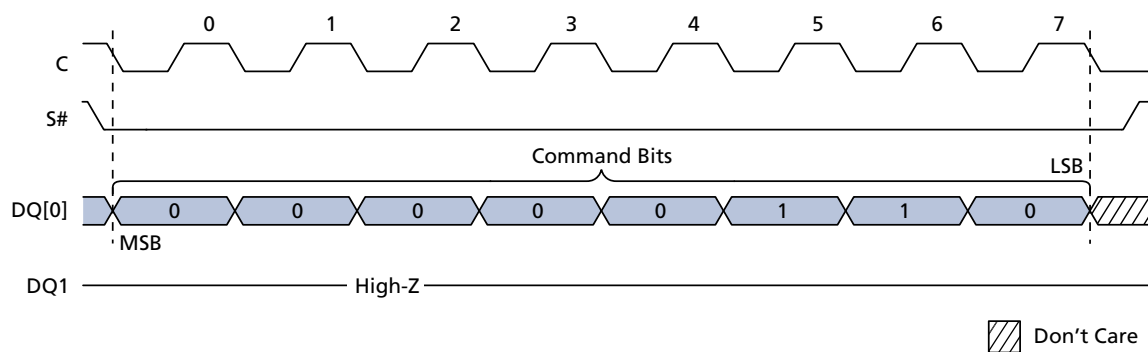 0 1 2 3 4 5 6 7
C
S#
Command Bits
LSB
DQ[0] 0 0 0 0 0 1 1 0
MSB
DQ1 High-Z
Don't Care